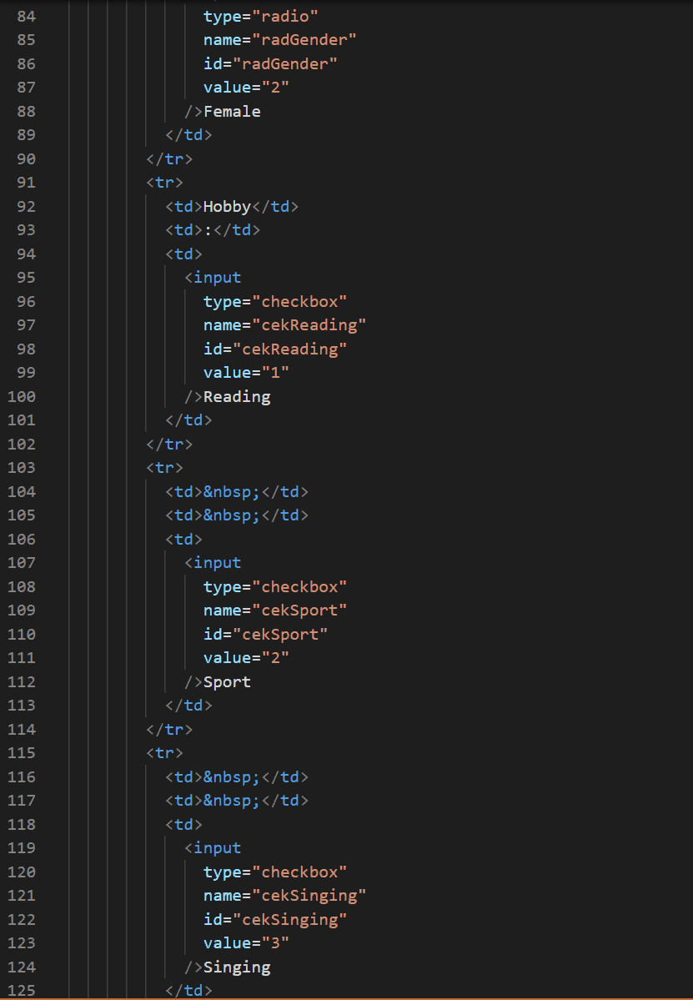 84 type="radio"
85 name="radGender"
86 id="radGender"
87 value="2"
88 />Female
89 </td>
90 </tr>
91 <tr>
92 <td>Hobby</td>
93 <td>:</td>
94 <td>
95 <input
96 type="checkbox"
97 name="cekReading"
98 id="cekReading"
99 value="1"
100 />Reading
101 </td>
102 </tr>
103 <tr>
104 <td>&nbsp;</td>
105 <td>&nbsp;</td>
106 <td>
107 <input
108 type="checkbox"
109 name="cekSport"
110 id="cekSport"
111 value="2"
112 />Sport
113 </td>
114 </tr>
115 <tr>
116 <td>&nbsp;</td>
117 <td>&nbsp;</td>
118 <td>
119 <input
120 type="checkbox"
121 name="cekSinging"
122 id="cekSinging"
123 value="3"
124 />Singing
125 </td>